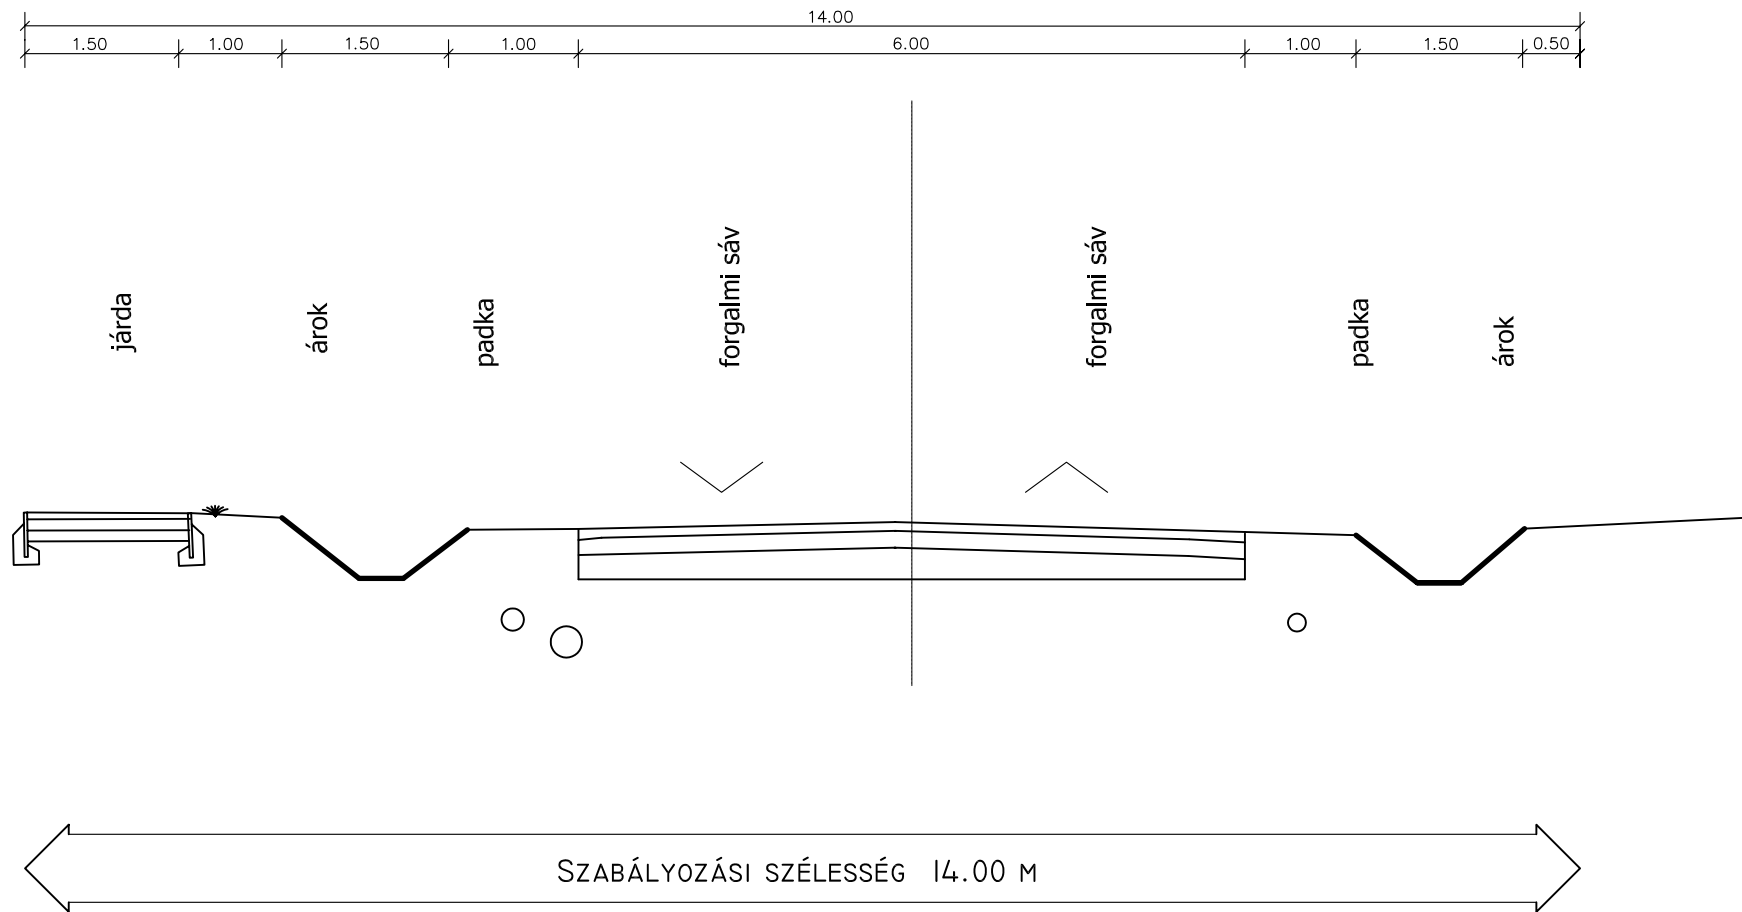 14.00
1.50 1.00 1.50 1.00 6.00 1.00 1.50 0.50
járda
árok
padka
forgalmi sáv
forgalmi sáv
padka
árok
SZABÁLYOZÁSI SZÉLESSÉG 14.00 M